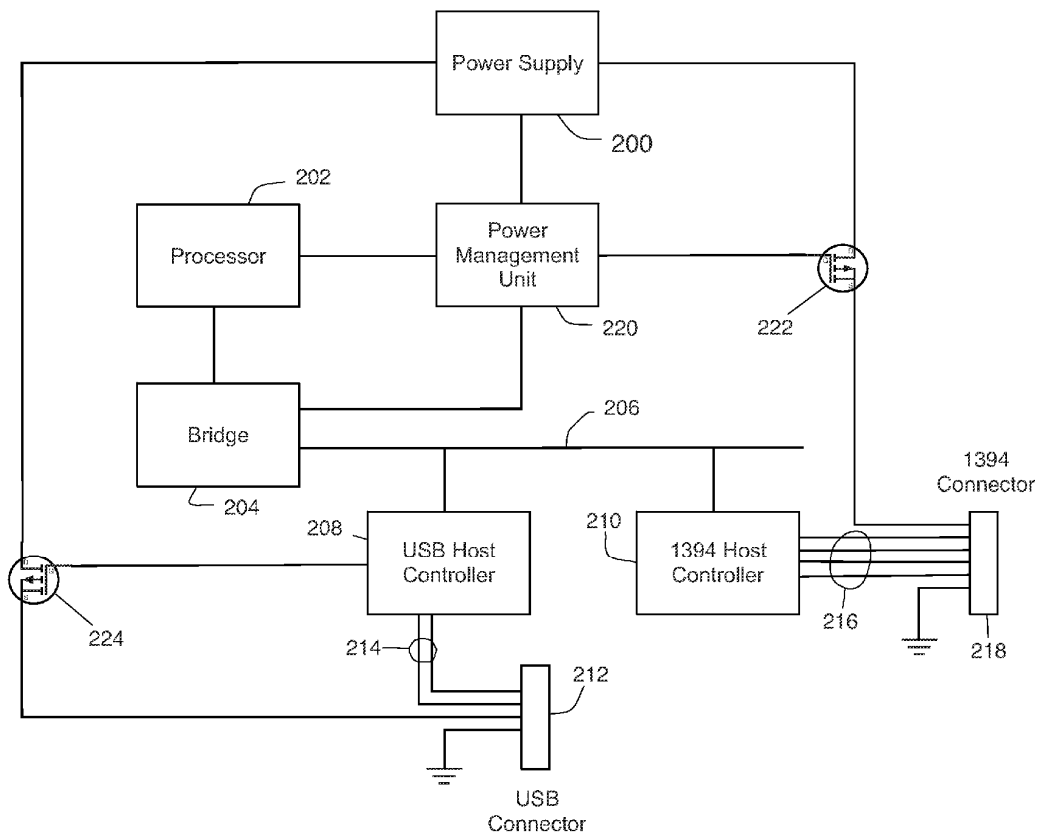 Power Supply
200
202
Processor
Power
Management
Unit
220
222
Bridge
204
206
1394
Connector
208
USB Host
Controller
210
1394 Host
Controller
216
218
224
214
212
USB
Connector